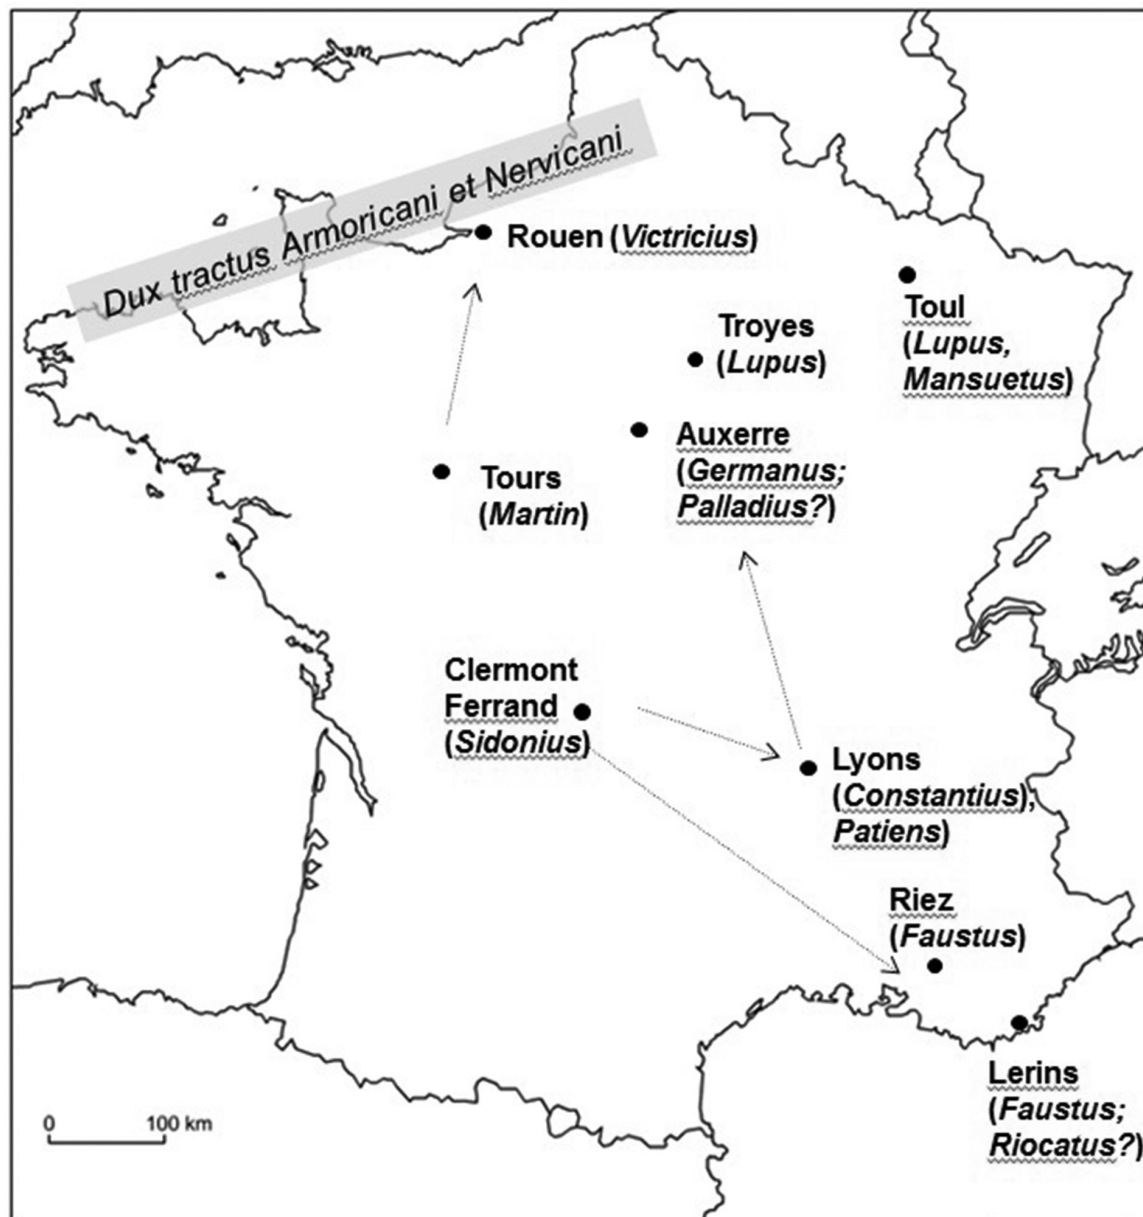 Dux tractus Armoricani et Nervicani
Rouen (Victricius)
Toul
(Lupus,
Mansuetus)
Troyes
(Lupus)
Auxerre
(Germanus;
Palladius?)
Tours
(Martin)
Clermont
Ferrand
(Sidonius)
Lyons
(Constantius),
Patiens)
Riez
(Faustus)
Lerins
(Faustus;
Riocatus?)
0 100 km